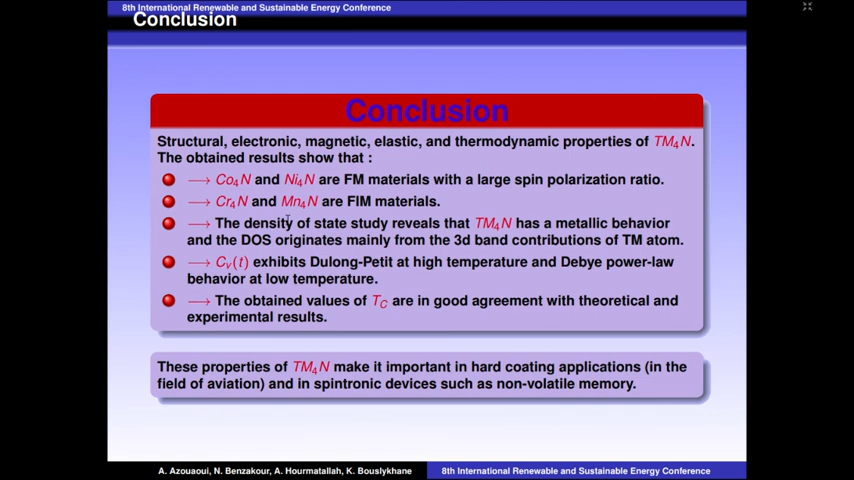 8th International Renewable and Sustainable Energy Conference
Conclusion
Conclusion
Structural, electronic, magnetic, elastic, and thermodynamic properties of TM₄N.
The obtained results show that :
⟶ Co₄N and Ni₄N are FM materials with a large spin polarization ratio.
⟶ Cr₄N and Mn₄N are FIM materials.
⟶ The density of state study reveals that TM₄N has a metallic behavior
and the DOS originates mainly from the 3d band contributions of TM atom.
⟶ Cᵥ(t) exhibits Dulong-Petit at high temperature and Debye power-law
behavior at low temperature.
⟶ The obtained values of T_C are in good agreement with theoretical and
experimental results.
These properties of TM₄N make it important in hard coating applications (in the
field of aviation) and in spintronic devices such as non-volatile memory.
A. Azouaoui, N. Benzakour, A. Hourmatallah, K. Bouslykhane
8th International Renewable and Sustainable Energy Conference